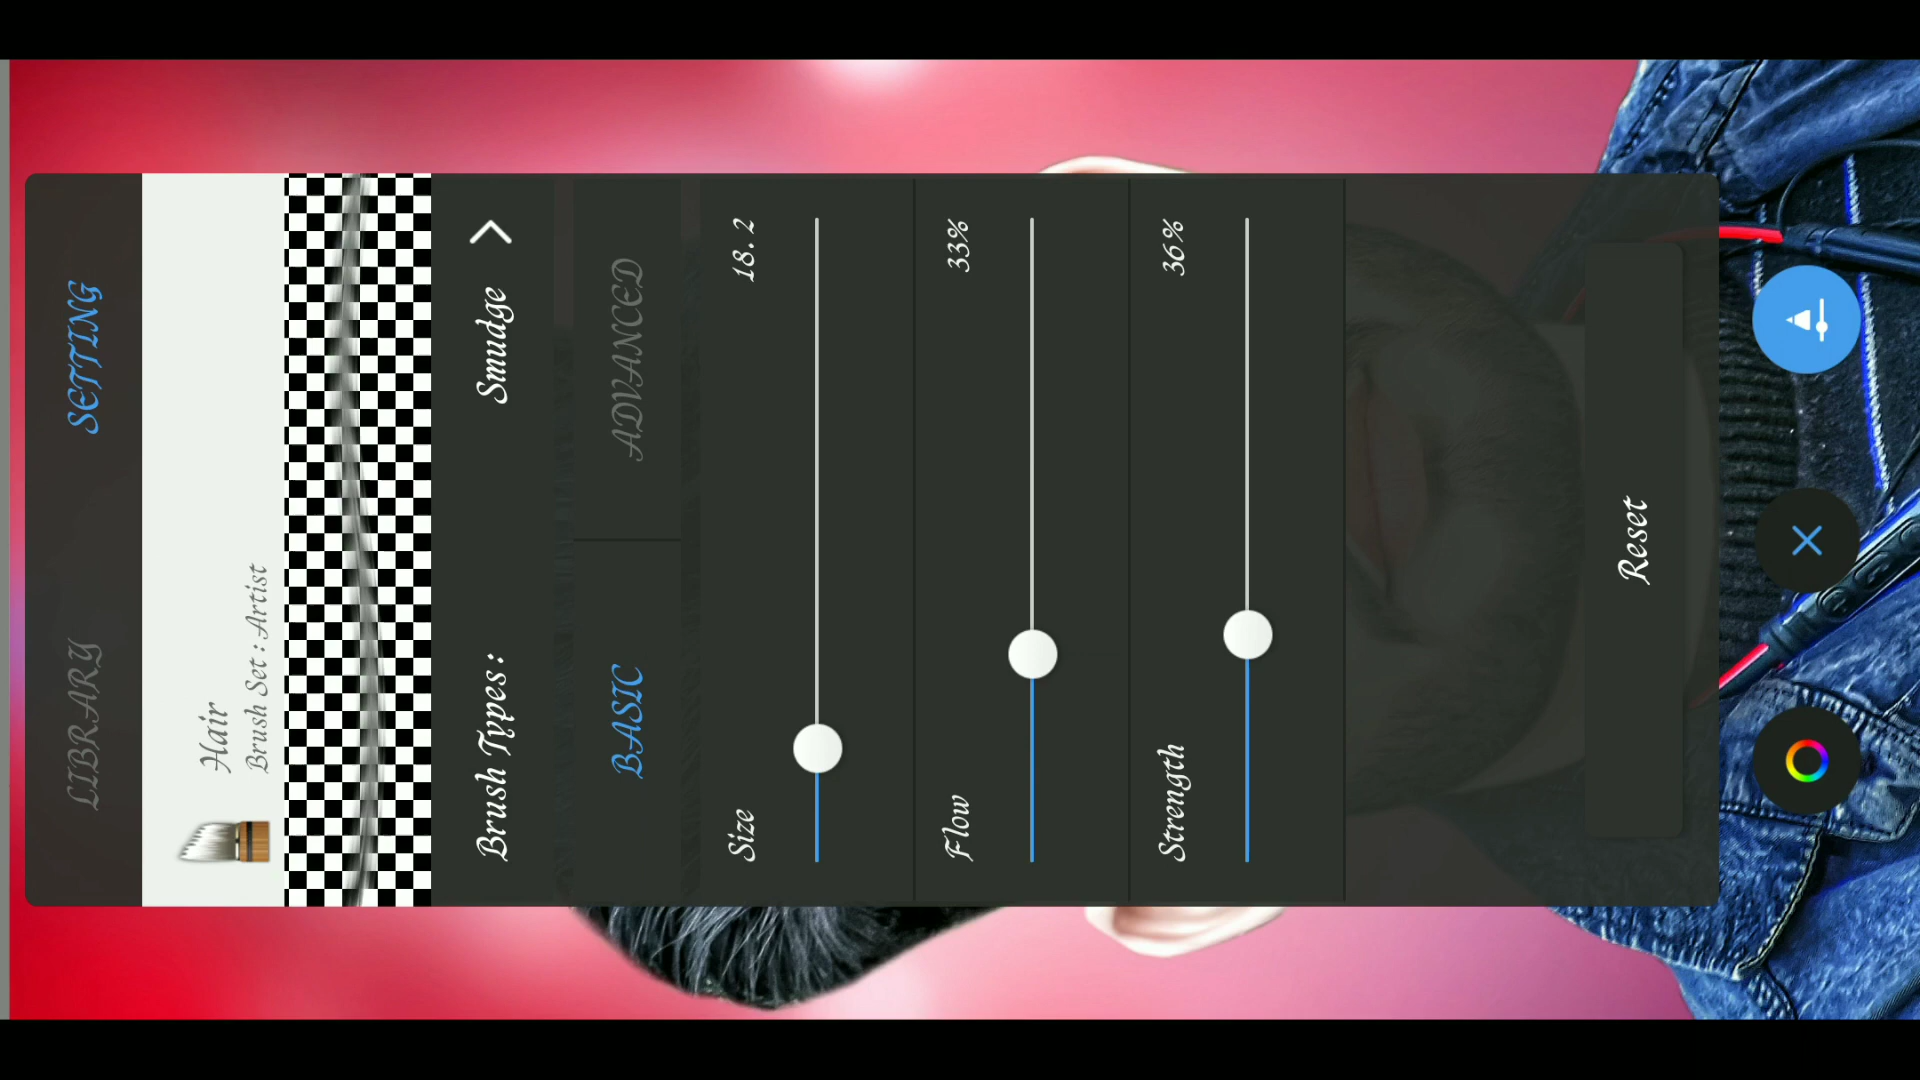 LIBRARY SETTING
Hair
Brush Set : Artist
Brush Types : Smudge
BASIC ADVANCED
Size 18.2
Flow 33%
Strength 36%
Reset